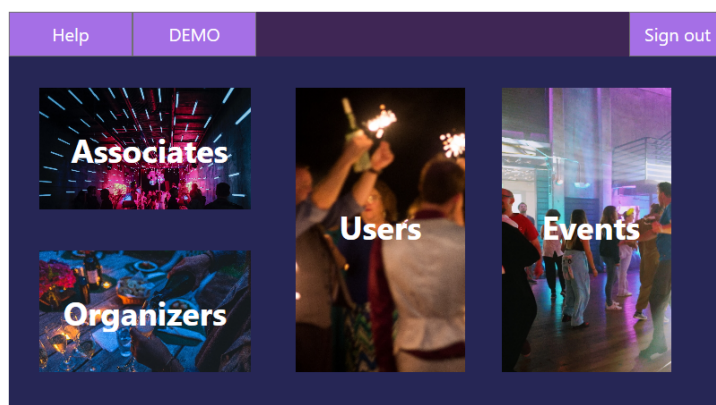 Help
DEMO
Sign out
Associates
Users
Events
Organizers